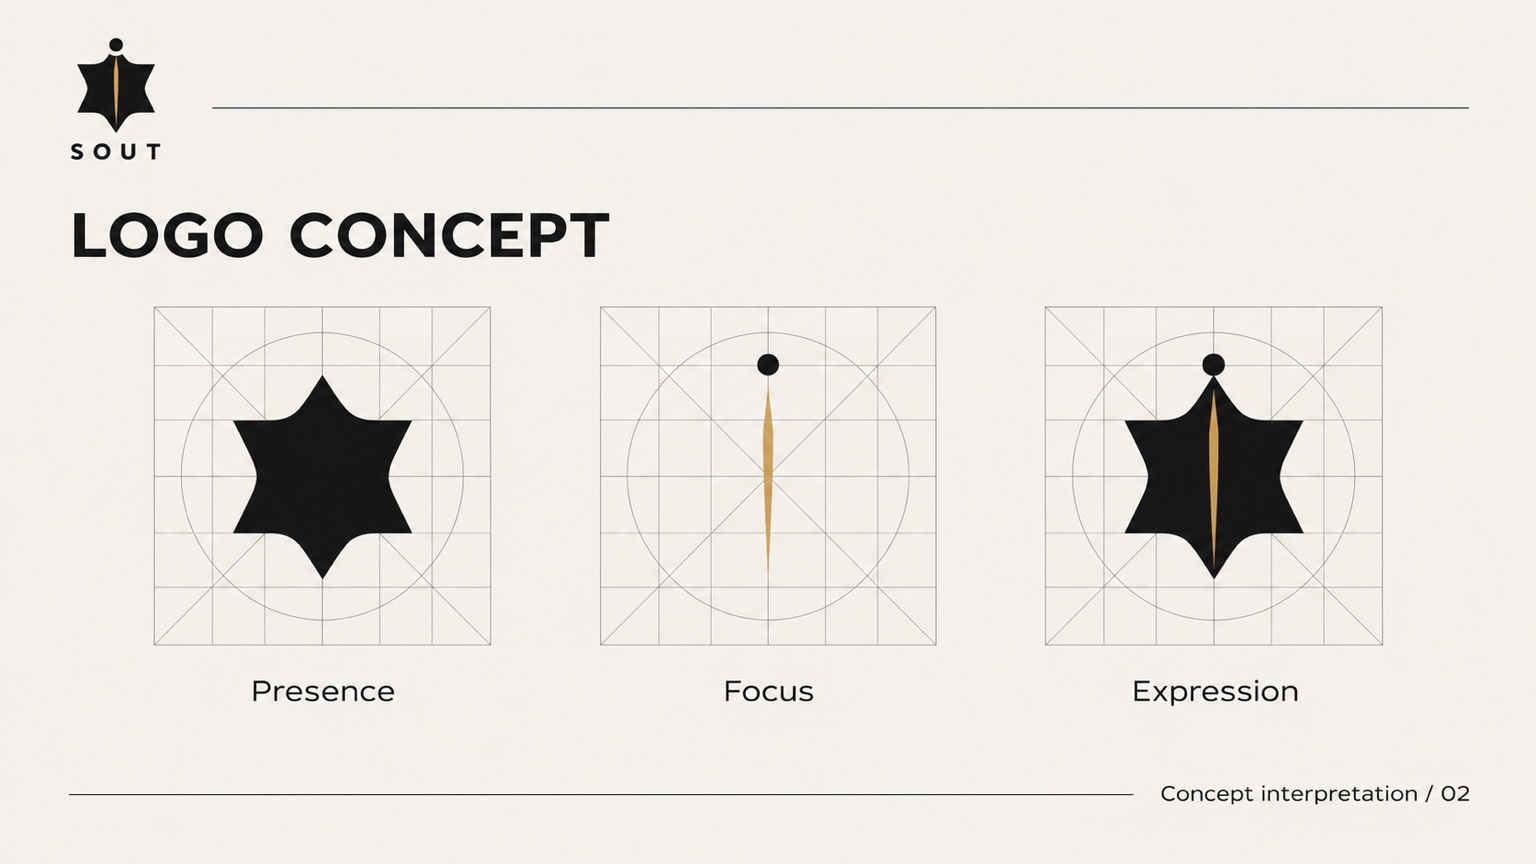 SOUT
LOGO CONCEPT
Presence
Focus
Expression
Concept interpretation / 02